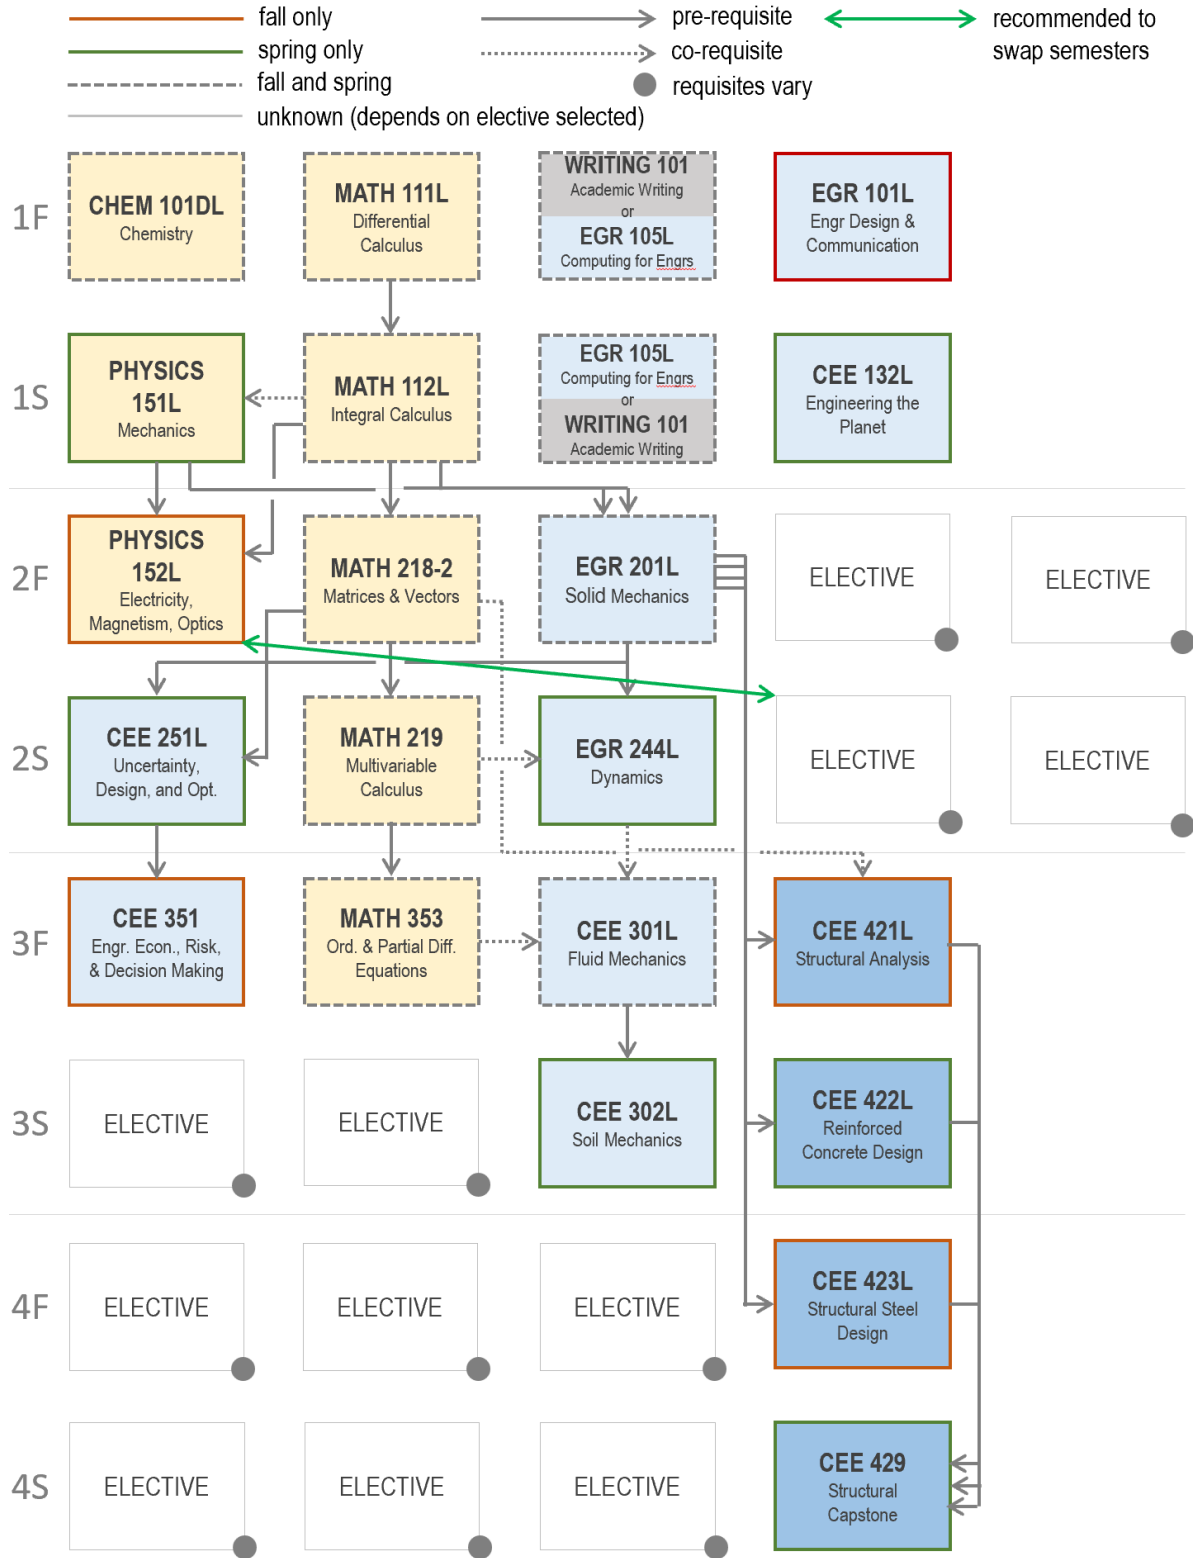 fall only
pre-requisite
recommended to
spring only
co-requisite
swap semesters
fall and spring
requisites vary
unknown (depends on elective selected)
1F
CHEM 101DL
Chemistry
MATH 111L
Differential
Calculus
WRITING 101
Academic Writing
or
EGR 105L
Computing for Engrs
EGR 101L
Engr Design &
Communication
1S
PHYSICS
151L
Mechanics
MATH 112L
Integral Calculus
EGR 105L
Computing for Engrs
or
WRITING 101
Academic Writing
CEE 132L
Engineering the
Planet
2F
PHYSICS
152L
Electricity,
Magnetism, Optics
MATH 218-2
Matrices & Vectors
EGR 201L
Solid Mechanics
ELECTIVE
ELECTIVE
2S
CEE 251L
Uncertainty,
Design, and Opt.
MATH 219
Multivariable
Calculus
EGR 244L
Dynamics
ELECTIVE
ELECTIVE
3F
CEE 351
Engr. Econ., Risk,
& Decision Making
MATH 353
Ord. & Partial Diff.
Equations
CEE 301L
Fluid Mechanics
CEE 421L
Structural Analysis
3S
ELECTIVE
ELECTIVE
CEE 302L
Soil Mechanics
CEE 422L
Reinforced
Concrete Design
4F
ELECTIVE
ELECTIVE
ELECTIVE
CEE 423L
Structural Steel
Design
4S
ELECTIVE
ELECTIVE
ELECTIVE
CEE 429
Structural
Capstone